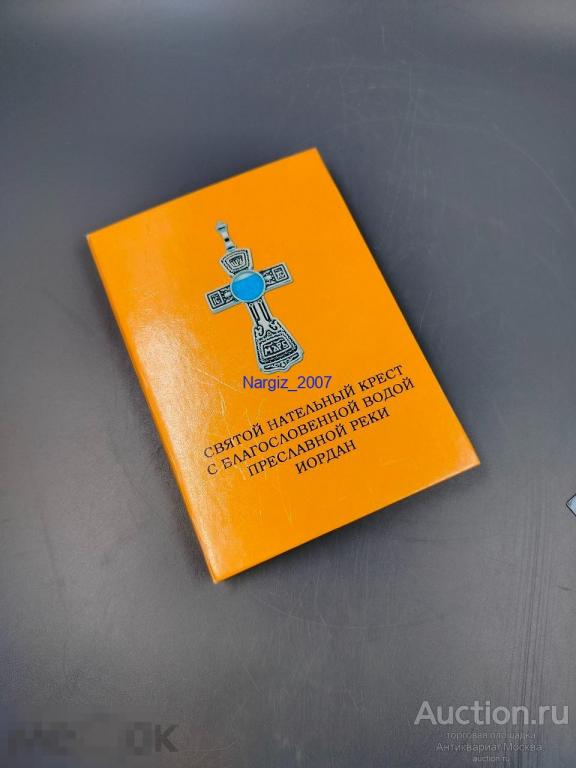 Nargiz_2007
СВЯТОЙ НАТЕЛЬНЫЙ КРЕСТ
С БЛАГОСЛОВЕННОЙ ВОДОЙ
ПРЕСЛАВНОЙ РЕКИ
ИОРДАН
Auction.ru
торговая площадка
Антиквариат Москва
auction.ru